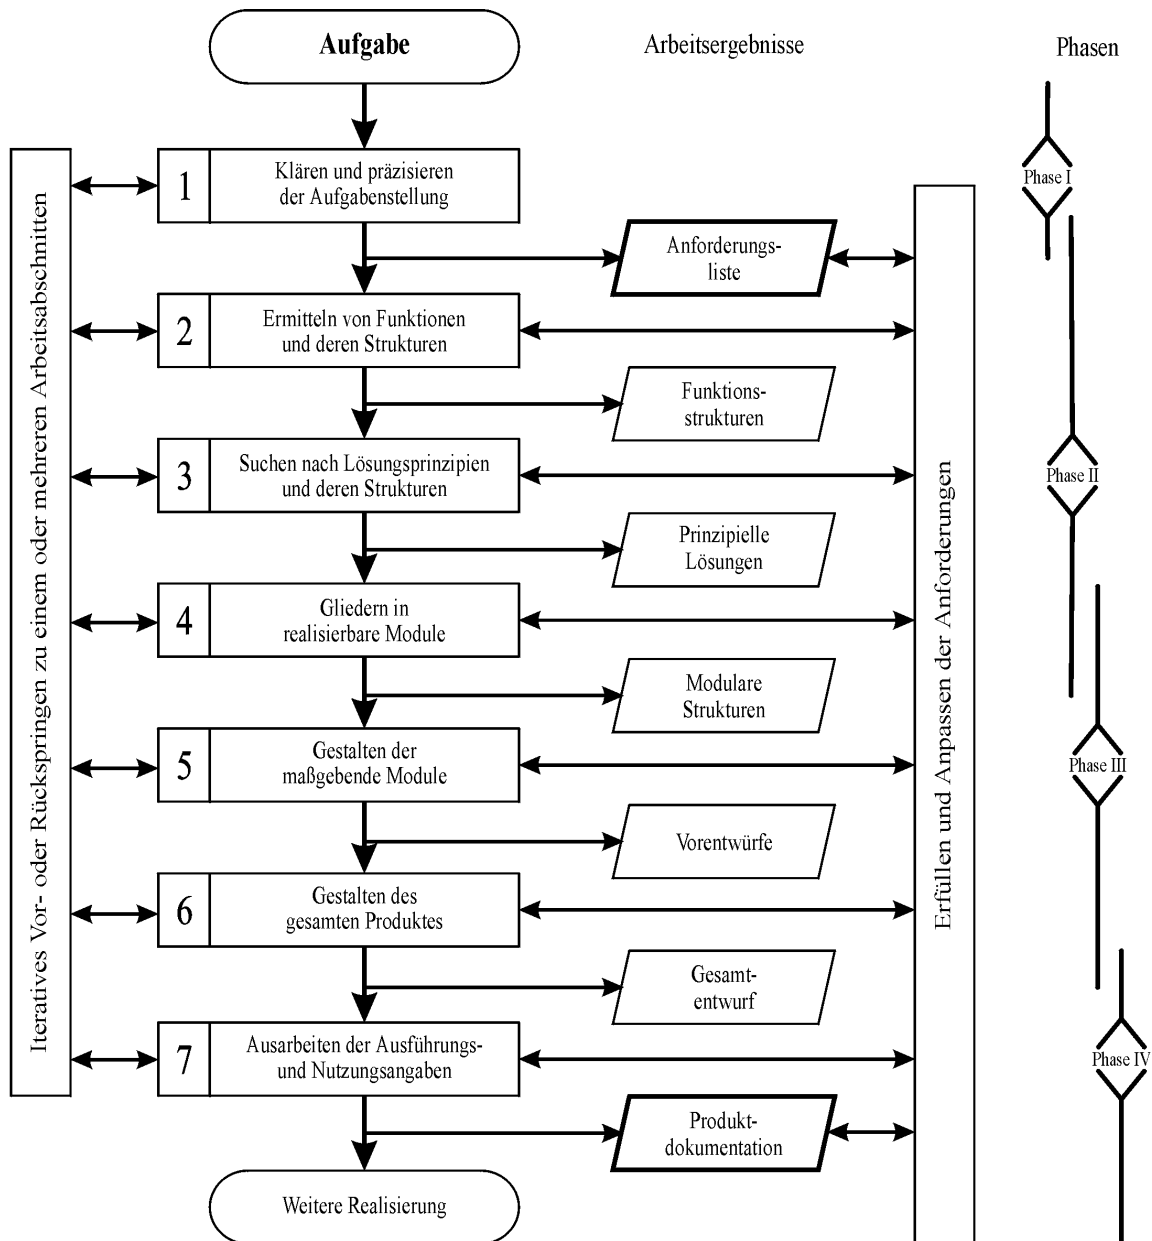 Aufgabe
Arbeitsergebnisse
Phasen
Iteratives Vor- oder Rückspringen zu einem oder mehreren Arbeitsabschnitten
1
Klären und präzisieren
der Aufgabenstellung
Phase I
Anforderungs-
liste
2
Ermitteln von Funktionen
und deren Strukturen
Funktions-
strukturen
3
Suchen nach Lösungsprinzipien
und deren Strukturen
Phase II
Prinzipielle
Lösungen
4
Gliedern in
realisierbare Module
Erfüllen und Anpassen der Anforderungen
Modulare
Strukturen
5
Gestalten der
maßgebende Module
Phase III
Vorentwürfe
6
Gestalten des
gesamten Produktes
Gesamt-
entwurf
7
Ausarbeiten der Ausführungs-
und Nutzungsangaben
Phase IV
Produkt-
dokumentation
Weitere Realisierung